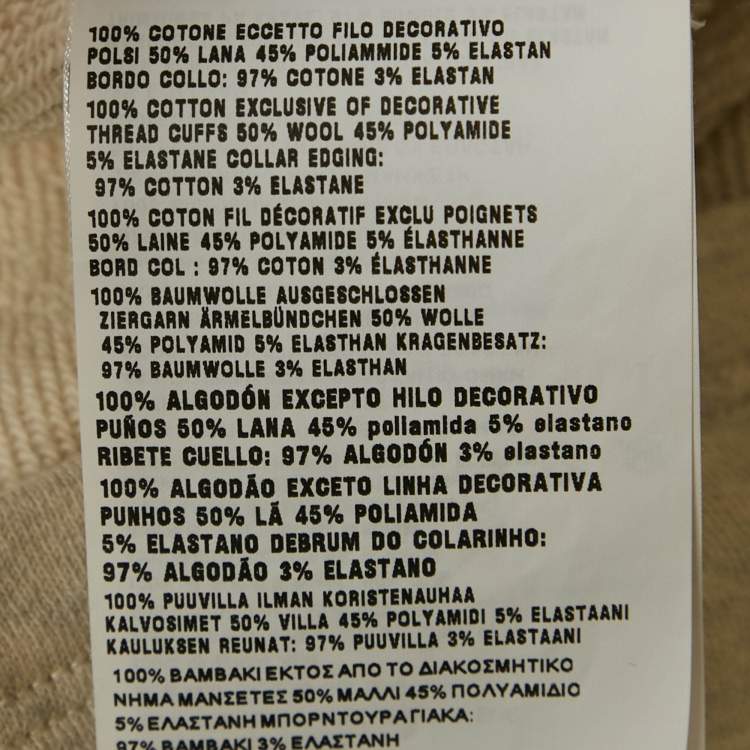 100% COTONE ECCETTO FILO DECORATIVO
POLSI 50% LANA 45% POLIAMMIDE 5% ELASTAN
BORDO COLLO: 97% COTONE 3% ELASTAN
100% COTTON EXCLUSIVE OF DECORATIVE
THREAD CUFFS 50% WOOL 45% POLYAMIDE
5% ELASTANE COLLAR EDGING:
97% COTTON 3% ELASTANE
100% COTON FIL DÉCORATIF EXCLU POIGNETS
50% LAINE 45% POLYAMIDE 5% ÉLASTHANNE
BORD COL : 97% COTON 3% ÉLASTHANNE
100% BAUMWOLLE AUSGESCHLOSSEN
ZIERGARN ÄRMELBÜNDCHEN 50% WOLLE
45% POLYAMID 5% ELASTHAN KRAGENBESATZ:
97% BAUMWOLLE 3% ELASTHAN
100% ALGODÓN EXCEPTO HILO DECORATIVO
PUÑOS 50% LANA 45% poliamida 5% elastano
RIBETE CUELLO: 97% ALGODÓN 3% elastano
100% ALGODÃO EXCETO LINHA DECORATIVA
PUNHOS 50% LÃ 45% POLIAMIDA
5% ELASTANO DEBRUM DO COLARINHO:
97% ALGODÃO 3% ELASTANO
100% PUUVILLA ILMAN KORISTENAUHAA
KALVOSIMET 50% VILLA 45% POLYAMIDI 5% ELASTAANI
KAULUKSEN REUNAT: 97% PUUVILLA 3% ELASTAANI
100% ΒΑΜΒΑΚΙ ΕΚΤΟΣ ΑΠΟ ΤΟ ΔΙΑΚΟΣΜΗΤΙΚΟ
ΝΗΜΑ ΜΑΝΣΕΤΕΣ 50% ΜΑΛΛΙ 45% ΠΟΛΥΑΜΙΔΙΟ
5% ΕΛΑΣΤΑΝΗ ΜΠΟΡΝΤΟΥΡΑ ΓΙΑΚΑ:
97% ΒΑΜΒΑΚΙ 3% ΕΛΑΣΤΑΝΗ